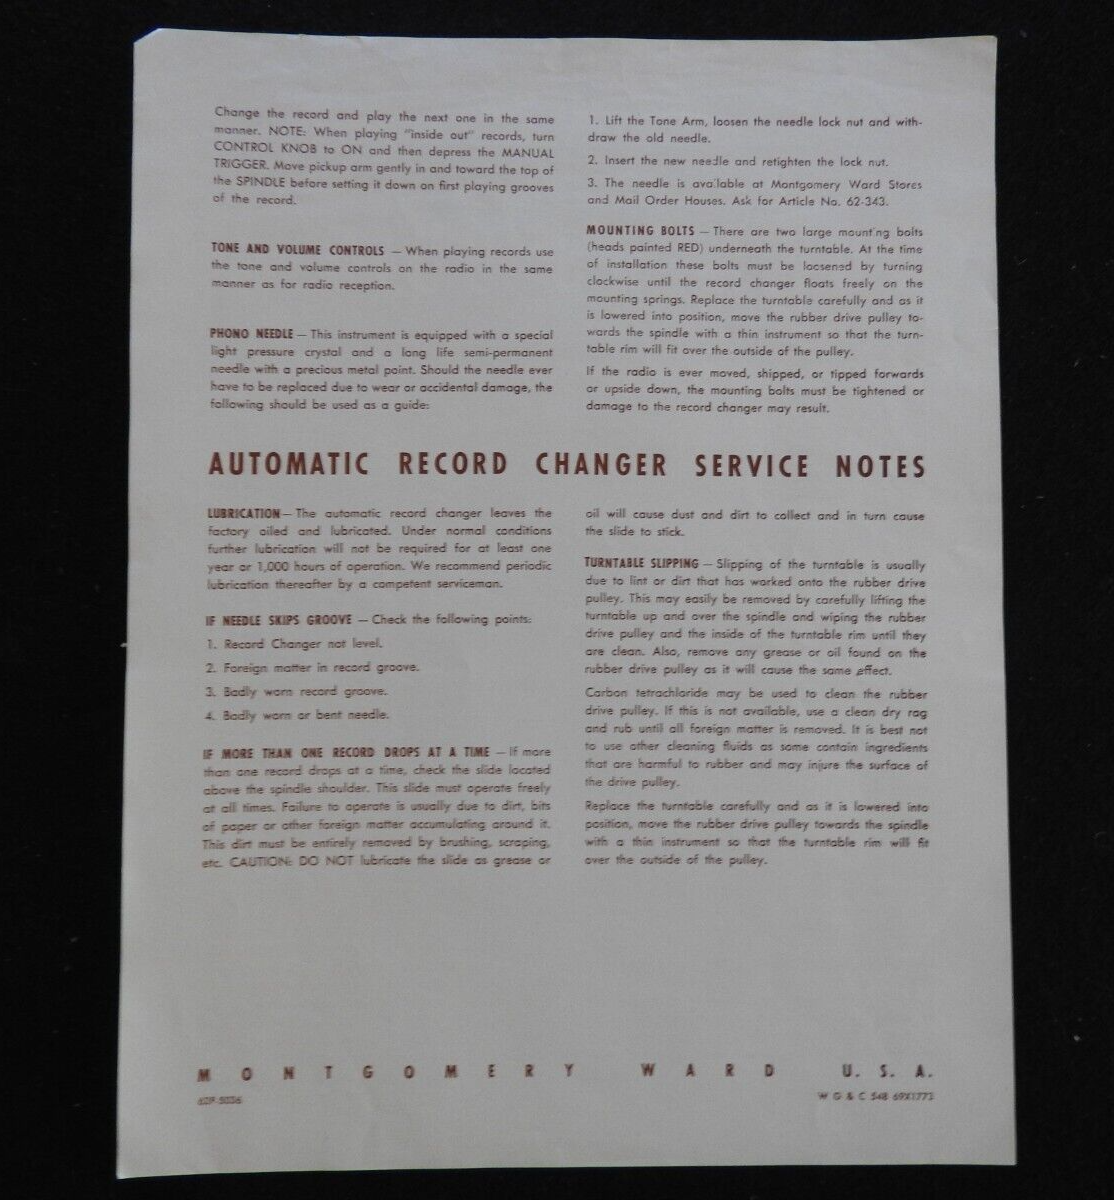 Change the record and play the next one in the same
manner. NOTE: When playing "inside out" records, turn
CONTROL KNOB to ON and then depress the MANUAL
TRIGGER. Move pickup arm gently in and toward the top of
the SPINDLE before setting it down on first playing grooves
of the record.
TONE AND VOLUME CONTROLS — When playing records use
the tone and volume controls on the radio in the same
manner as for radio reception.
PHONO NEEDLE — This instrument is equipped with a special
light pressure crystal and a long life semi-permanent
needle with a precious metal point. Should the needle ever
have to be replaced due to wear or accidental damage, the
following should be used as a guide:
1. Lift the Tone Arm, loosen the needle lock nut and with-
draw the old needle.
2. Insert the new needle and retighten the lock nut.
3. The needle is available at Montgomery Ward Stores
and Mail Order Houses. Ask for Article No. 62-343.
MOUNTING BOLTS — There are two large mounting bolts
(heads painted RED) underneath the turntable. At the time
of installation these bolts must be loosened by turning
clockwise until the record changer floats freely on the
mounting springs. Replace the turntable carefully and as it
is lowered into position, move the rubber drive pulley to-
wards the spindle with a thin instrument so that the turn-
table rim will fit over the outside of the pulley.
If the radio is ever moved, shipped, or tipped forwards
or upside down, the mounting bolts must be tightened or
damage to the record changer may result.
AUTOMATIC RECORD CHANGER SERVICE NOTES
LUBRICATION — The automatic record changer leaves the
factory oiled and lubricated. Under normal conditions
further lubrication will not be required for at least one
year or 1,000 hours of operation. We recommend periodic
lubrication thereafter by a competent serviceman.
IF NEEDLE SKIPS GROOVE — Check the following points:
1. Record Changer not level.
2. Foreign matter in record groove.
3. Badly worn record groove.
4. Badly worn or bent needle.
IF MORE THAN ONE RECORD DROPS AT A TIME — If more
than one record drops at a time, check the slide located
above the spindle shoulder. This slide must operate freely
at all times. Failure to operate is usually due to dirt, bits
of paper or other foreign matter accumulating around it.
This dirt must be entirely removed by brushing, scraping,
etc. CAUTION: DO NOT lubricate the slide as grease or
oil will cause dust and dirt to collect and in turn cause
the slide to stick.
TURNTABLE SLIPPING — Slipping of the turntable is usually
due to lint or dirt that has worked onto the rubber drive
pulley. This may easily be removed by carefully lifting the
turntable up and over the spindle and wiping the rubber
drive pulley and the inside of the turntable rim until they
are clean. Also, remove any grease or oil found on the
rubber drive pulley as it will cause the same effect.
Carbon tetrachloride may be used to clean the rubber
drive pulley. If this is not available, use a clean dry rag
and rub until all foreign matter is removed. It is best not
to use other cleaning fluids as some contain ingredients
that are harmful to rubber and may injure the surface of
the drive pulley.
Replace the turntable carefully and as it is lowered into
position, move the rubber drive pulley towards the spindle
with a thin instrument so that the turntable rim will fit
over the outside of the pulley.
MONTGOMERY WARD U. S. A.
W G & C 548 69X1773